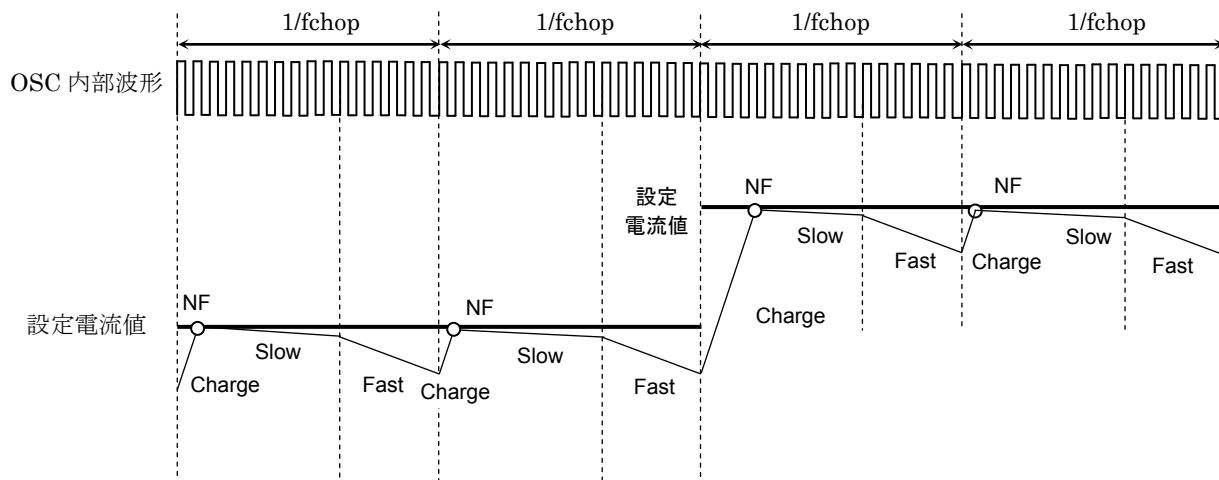 1/fchop 1/fchop 1/fchop 1/fchop
OSC 内部波形
NF NF
設定
電流値
Slow Slow
Fast Charge Fast
NF NF
設定電流値
Charge
Slow Slow
Charge Fast Charge Fast